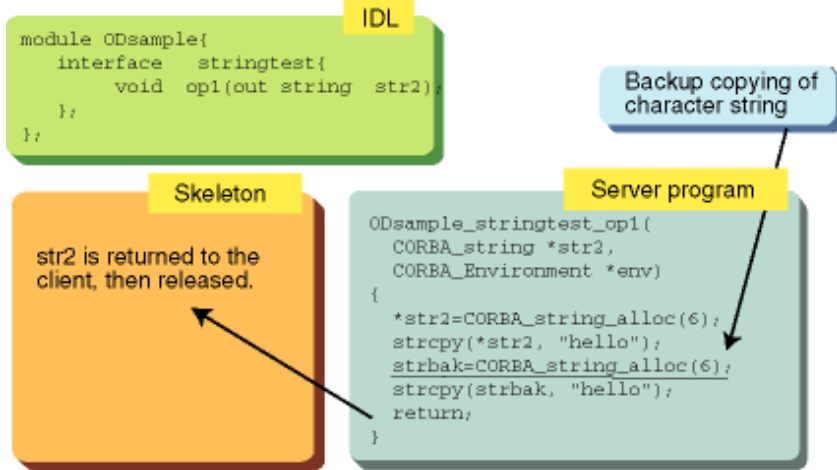 IDL
module ODsample{
interface stringtest{
void op1(out string str2);
};
};
Backup copying of
character string
Skeleton
str2 is returned to the
client, then released.
Server program
ODsample_stringtest_op1(
CORBA_string *str2,
CORBA_Environment *env)
{
*str2=CORBA_string_alloc(6);
strcpy(*str2, "hello");
strbak=CORBA_string_alloc(6);
strcpy(strbak, "hello");
return;
}